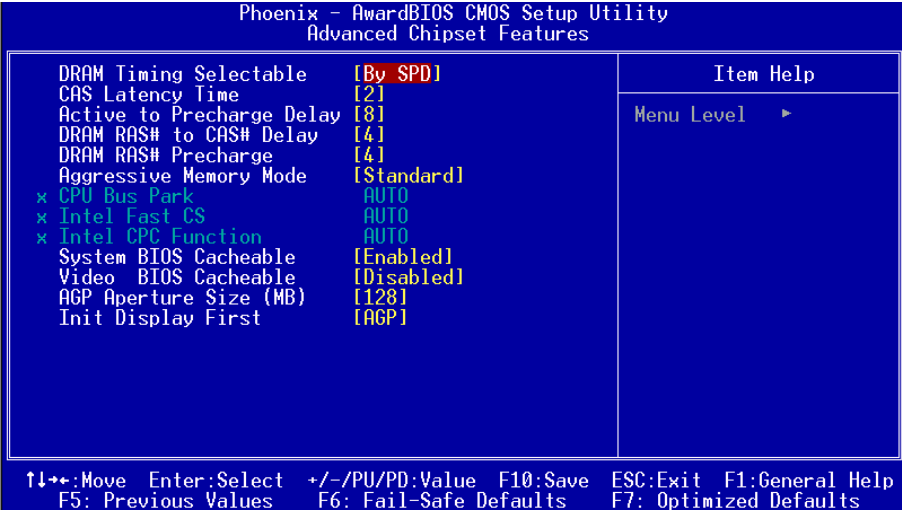 Phoenix - AwardBIOS CMOS Setup Utility
Advanced Chipset Features
DRAM Timing Selectable [By SPD]
CAS Latency Time [2]
Active to Precharge Delay [8]
DRAM RAS# to CAS# Delay [4]
DRAM RAS# Precharge [4]
Aggressive Memory Mode [Standard]
x CPU Bus Park AUTO
x Intel Fast CS AUTO
x Intel CPC Function AUTO
System BIOS Cacheable [Enabled]
Video BIOS Cacheable [Disabled]
AGP Aperture Size (MB) [128]
Init Display First [AGP]
Item Help
Menu Level ►
↑↓→←:Move Enter:Select +/-/PU/PD:Value F10:Save ESC:Exit F1:General Help
F5: Previous Values F6: Fail-Safe Defaults F7: Optimized Defaults